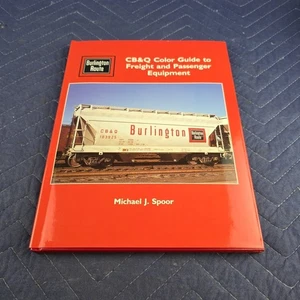 Burlington
Route
CB&Q Color Guide to
Freight and Passenger
Equipment
CB&Q
Burlington
Michael J. Spoor